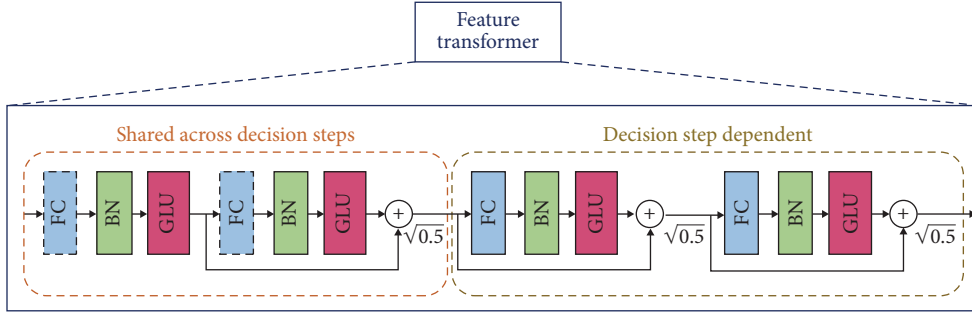 Feature
transformer
Shared across decision steps
Decision step dependent
FC
BN
GLU
FC
BN
GLU
+
√0.5
FC
BN
GLU
+
√0.5
FC
BN
GLU
+
√0.5